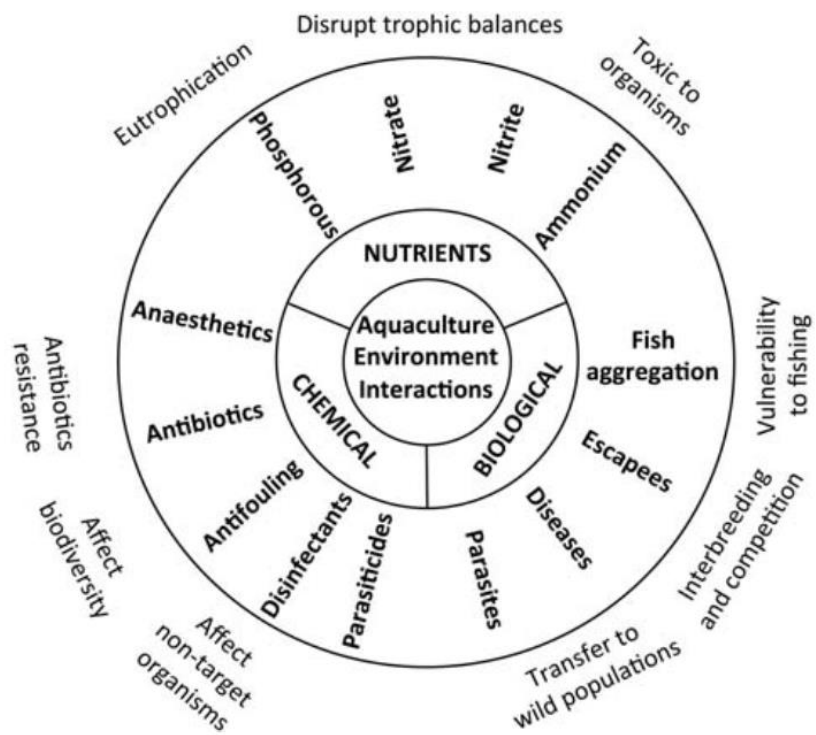 Disrupt trophic balances
Eutrophication
Toxic to
organisms
Phosphorous
Nitrate
Nitrite
Ammonium
NUTRIENTS
Aquaculture
Environment
Interactions
CHEMICAL
BIOLOGICAL
Anaesthetics
Antibiotics
Antifouling
Disinfectants
Parasiticides
Parasites
Diseases
Escapees
Fish
aggregation
Vulnerability
to fishing
Interbreeding
and competition
Transfer to
wild populations
Affect
non-target
organisms
Affect
biodiversity
Antibiotics
resistance